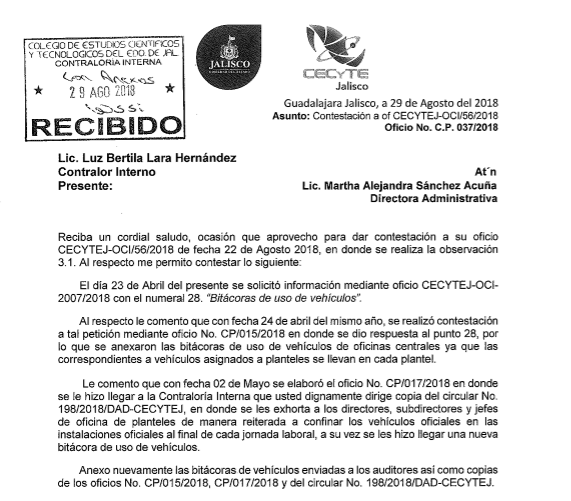 COLEGIO DE ESTUDIOS CIENTIFICOS
Y TECNOLOGICOS DEL EDO. DE JAL
CONTRALORIA INTERNA
Con Anexos
29 AGO 2018
RECIBIDO
JALISCO
GOBIERNO DEL ESTADO
CECYTE
Jalisco
Guadalajara Jalisco, a 29 de Agosto del 2018
Asunto: Contestación a of CECYTEJ-OCI/56/2018
Oficio No. C.P. 037/2018
Lic. Luz Bertila Lara Hernández
Contralor Interno
Presente:
At´n
Lic. Martha Alejandra Sánchez Acuña
Directora Administrativa
Reciba un cordial saludo, ocasión que aprovecho para dar contestación a su oficio
CECYTEJ-OCI/56/2018 de fecha 22 de Agosto 2018, en donde se realiza la observación
3.1. Al respecto me permito contestar lo siguiente:
El día 23 de Abril del presente se solicitó información mediante oficio CECYTEJ-OCI-
2007/2018 con el numeral 28. "Bitácoras de uso de vehículos".
Al respecto le comento que con fecha 24 de abril del mismo año, se realizó contestación
a tal petición mediante oficio No. CP/015/2018 en donde se dio respuesta al punto 28, por
lo que se anexaron las bitácoras de uso de vehículos de oficinas centrales ya que las
correspondientes a vehículos asignados a planteles se llevan en cada plantel.
Le comento que con fecha 02 de Mayo se elaboró el oficio No. CP/017/2018 en donde
se le hizo llegar a la Contraloría Interna que usted dignamente dirige copia del circular No.
198/2018/DAD-CECYTEJ, en donde se les exhorta a los directores, subdirectores y jefes
de oficina de planteles de manera reiterada a confinar los vehículos oficiales en las
instalaciones oficiales al final de cada jornada laboral, a su vez se les hizo llegar una nueva
bitácora de uso de vehículos.
Anexo nuevamente las bitácoras de vehículos enviadas a los auditores así como copias
de los oficios No. CP/015/2018, CP/017/2018 y del circular No. 198/2018/DAD-CECYTEJ.